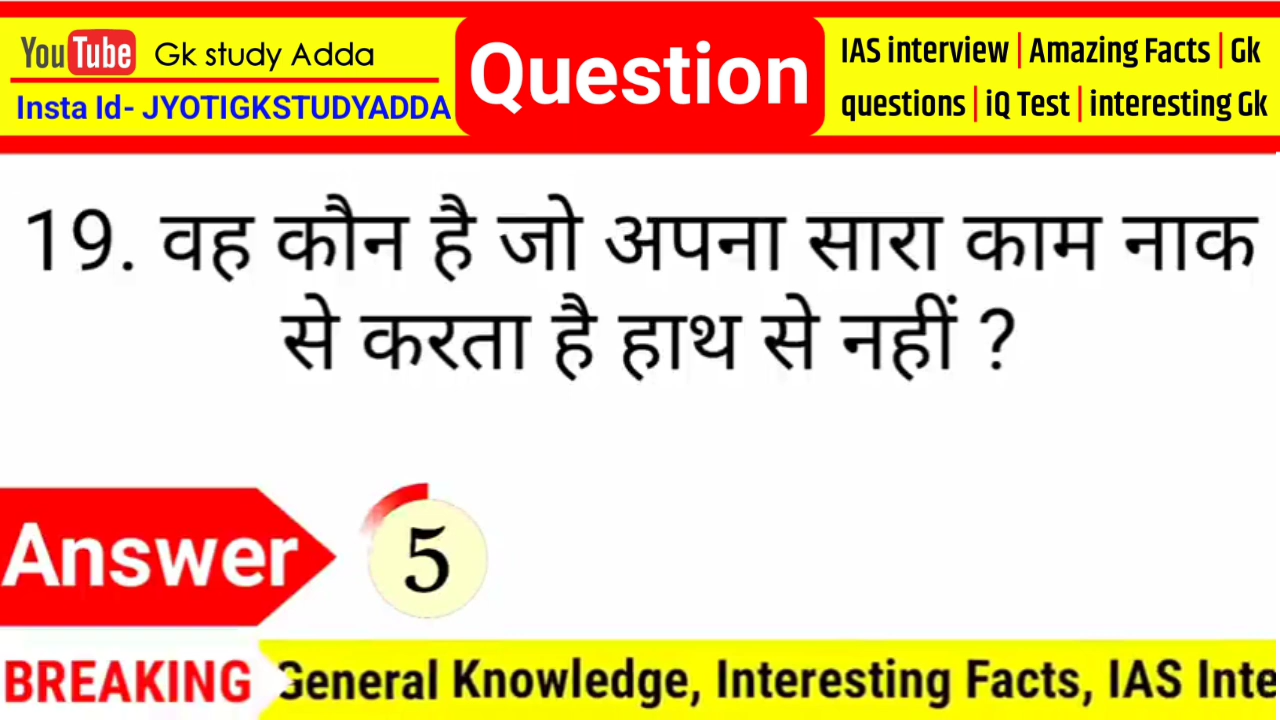 YouTube Gk study Adda
Insta Id- JYOTIGKSTUDYADDA
Question
IAS interview | Amazing Facts | Gk
questions | iQ Test | interesting Gk
19. वह कौन है जो अपना सारा काम नाक
से करता है हाथ से नहीं ?
Answer
5
BREAKING
General Knowledge, Interesting Facts, IAS Inte